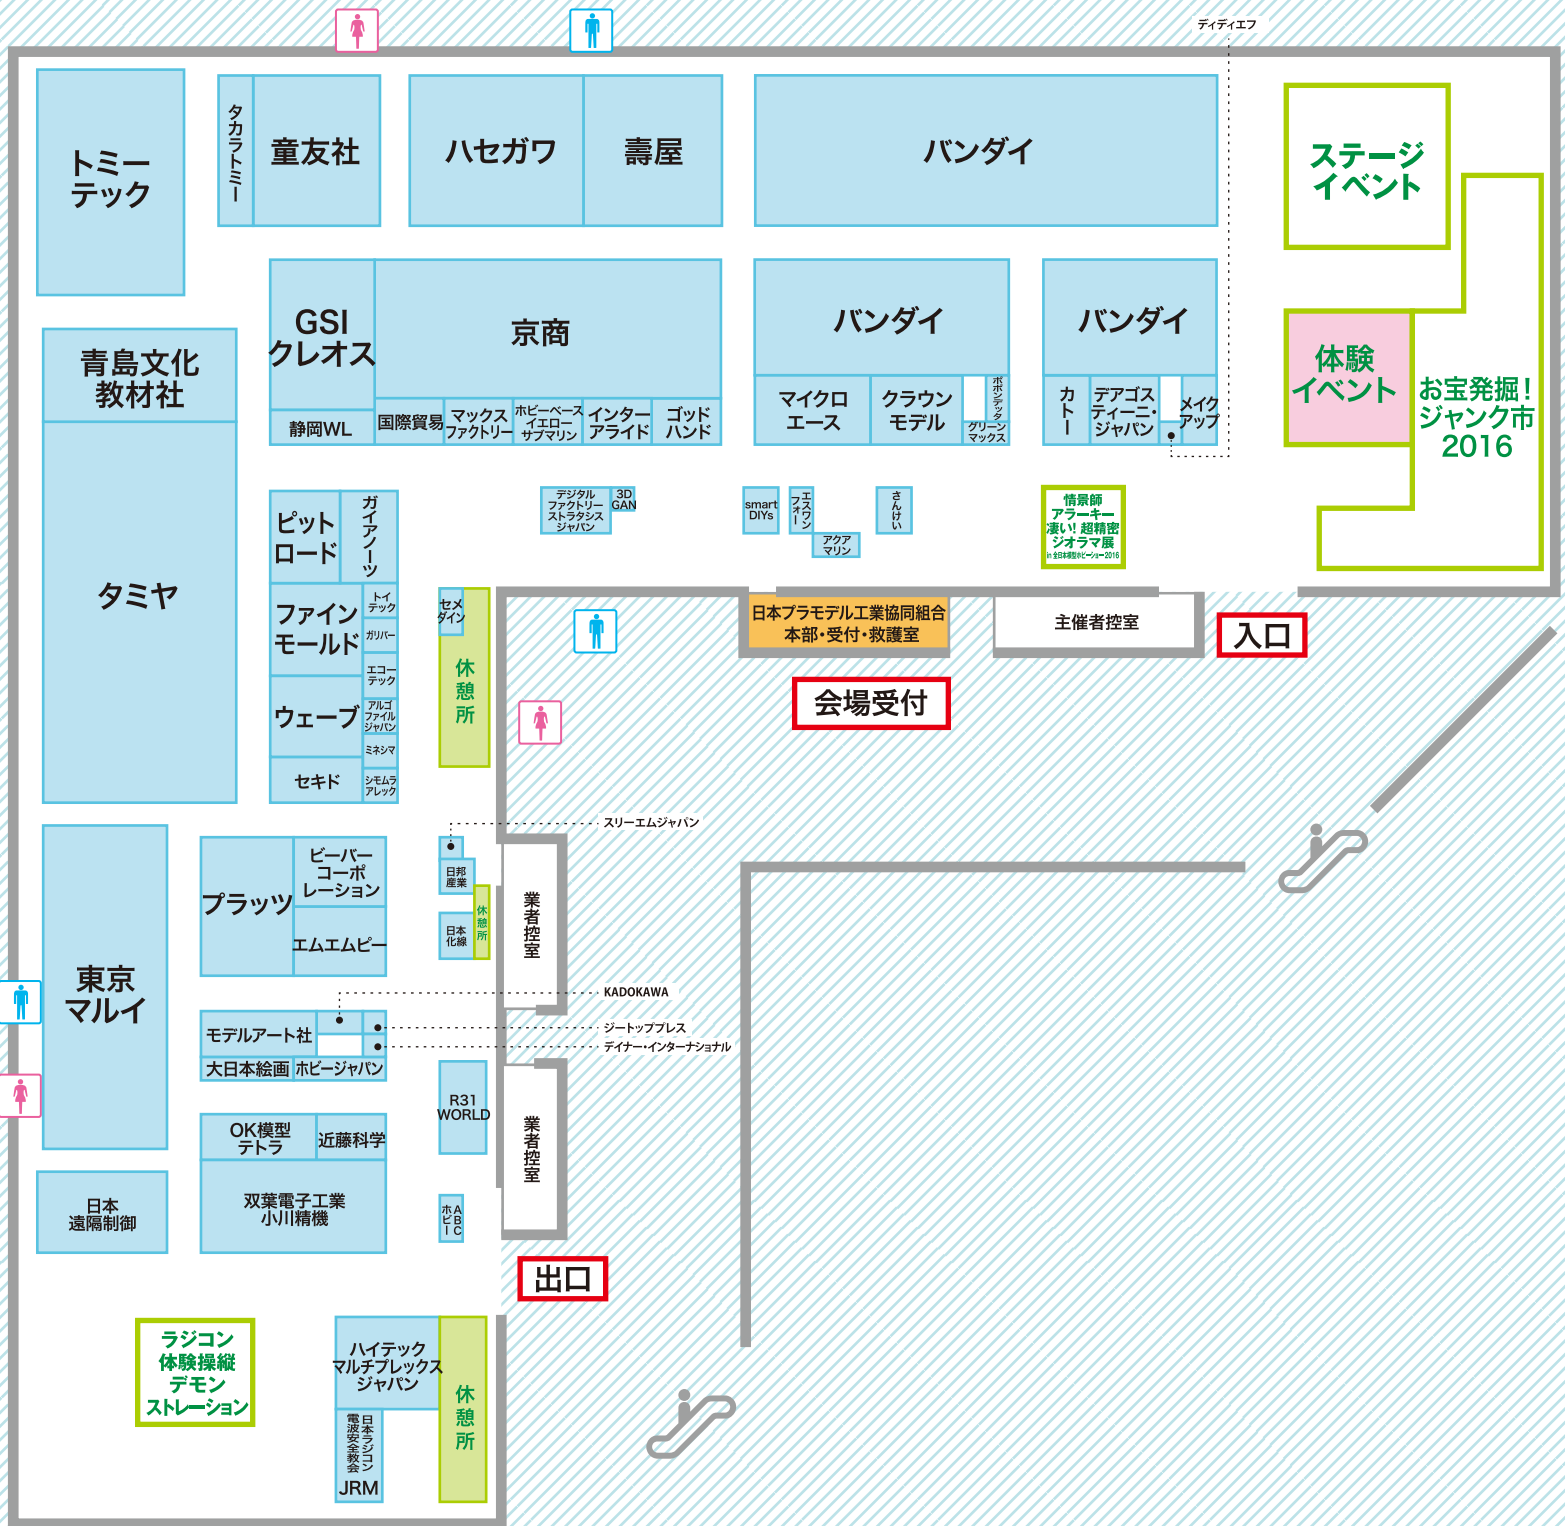 ディディエフ
トミー
テック
タカラトミー
童友社
ハセガワ
壽屋
バンダイ
ステージ
イベント
GSI
クレオス
京商
バンダイ
バンダイ
体験
イベント
お宝発掘！
ジャンク市
2016
青島文化
教材社
静岡WL
国際貿易
マックス
ファクトリー
ホビーベース
イエロー
サブマリン
インター
アライド
ゴッド
ハンド
マイクロ
エース
クラウン
モデル
ポポンデッタ
グリーン
マックス
カトー
デアゴス
ティーニ・
ジャパン
メイク
アップ
タミヤ
ピット
ロード
ガイアノーツ
デジタル
ファクトリー
ストラタシス
ジャパン
3D
GAN
smart
DIYs
エスワン
フォー
アクア
マリン
さんけい
情景師
アラーキー
凄い！超精密
ジオラマ展
in 全日本模型ホビーショー2016
ファイン
モールド
トイ
テック
ガリバー
エコー
テック
ウェーブ
アルゴ
ファイル
ジャパン
ミネシマ
セキド
シモムラ
アレック
セメ
ダイン
休憩所
日本プラモデル工業協同組合
本部・受付・救護室
主催者控室
入口
会場受付
スリーエムジャパン
プラッツ
ビーバー
コーポ
レーション
エムエムピー
日邦
産業
日本
化線
休憩所
業者控室
東京
マルイ
KADOKAWA
ジートッププレス
デイナー・インターナショナル
モデルアート社
大日本絵画
ホビージャパン
R31
WORLD
業者控室
OK模型
テトラ
近藤科学
双葉電子工業
小川精機
日本
遠隔制御
ABC
ホビー
出口
ラジコン
体験操縦
デモン
ストレーション
ハイテック
マルチプレックス
ジャパン
休憩所
日本ラジコン
電波安全教会
JRM